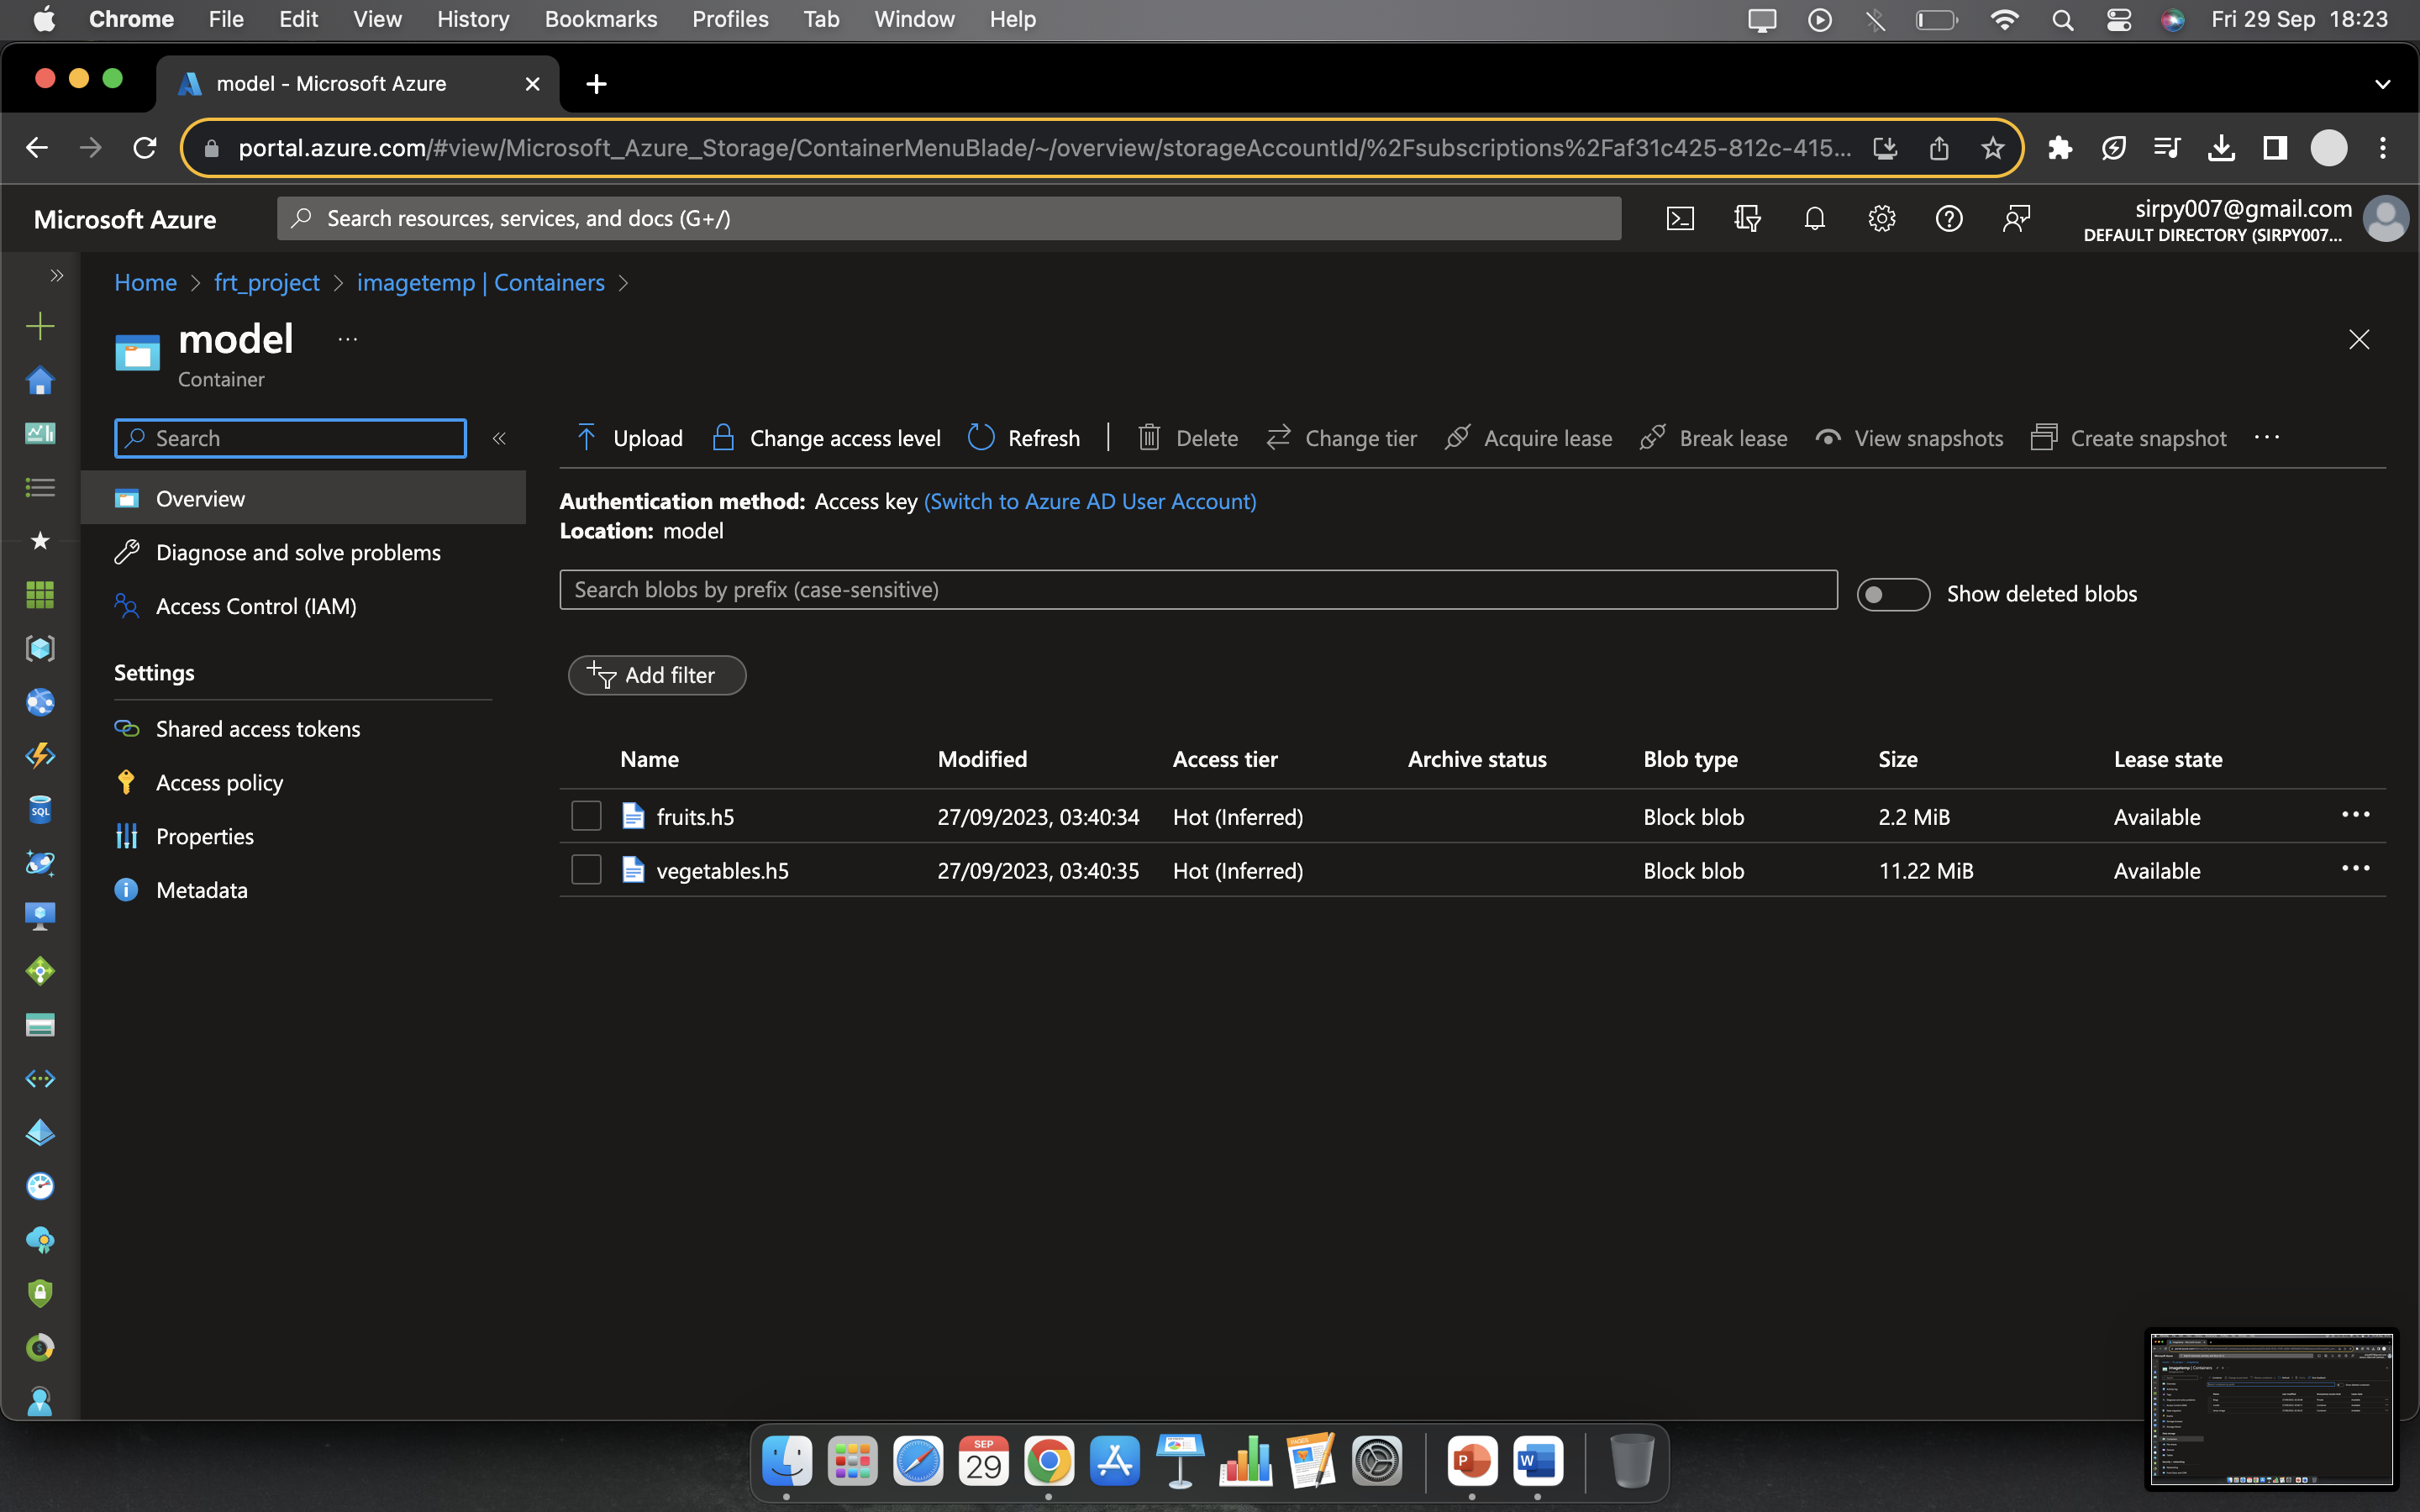 Chrome File Edit View History Bookmarks Profiles Tab Window Help Fri 29 Sep 18:23
model - Microsoft Azure
portal.azure.com/#view/Microsoft_Azure_Storage/ContainerMenuBlade/~/overview/storageAccountId/%2Fsubscriptions%2Faf31c425-812c-415...
Microsoft Azure
Search resources, services, and docs (G+/)
sirpy007@gmail.com
DEFAULT DIRECTORY (SIRPY007...
Home > frt_project > imagetemp | Containers >
model ...
Container
Search
Upload Change access level Refresh Delete Change tier Acquire lease Break lease View snapshots Create snapshot ...
Overview
Diagnose and solve problems
Access Control (IAM)
Settings
Shared access tokens
Access policy
Properties
Metadata
Authentication method: Access key (Switch to Azure AD User Account)
Location: model
Search blobs by prefix (case-sensitive)
Show deleted blobs
Add filter
Name Modified Access tier Archive status Blob type Size Lease state
fruits.h5 27/09/2023, 03:40:34 Hot (Inferred) Block blob 2.2 MiB Available ...
vegetables.h5 27/09/2023, 03:40:35 Hot (Inferred) Block blob 11.22 MiB Available ...
SQL
SEP
29
PAGES
P
W